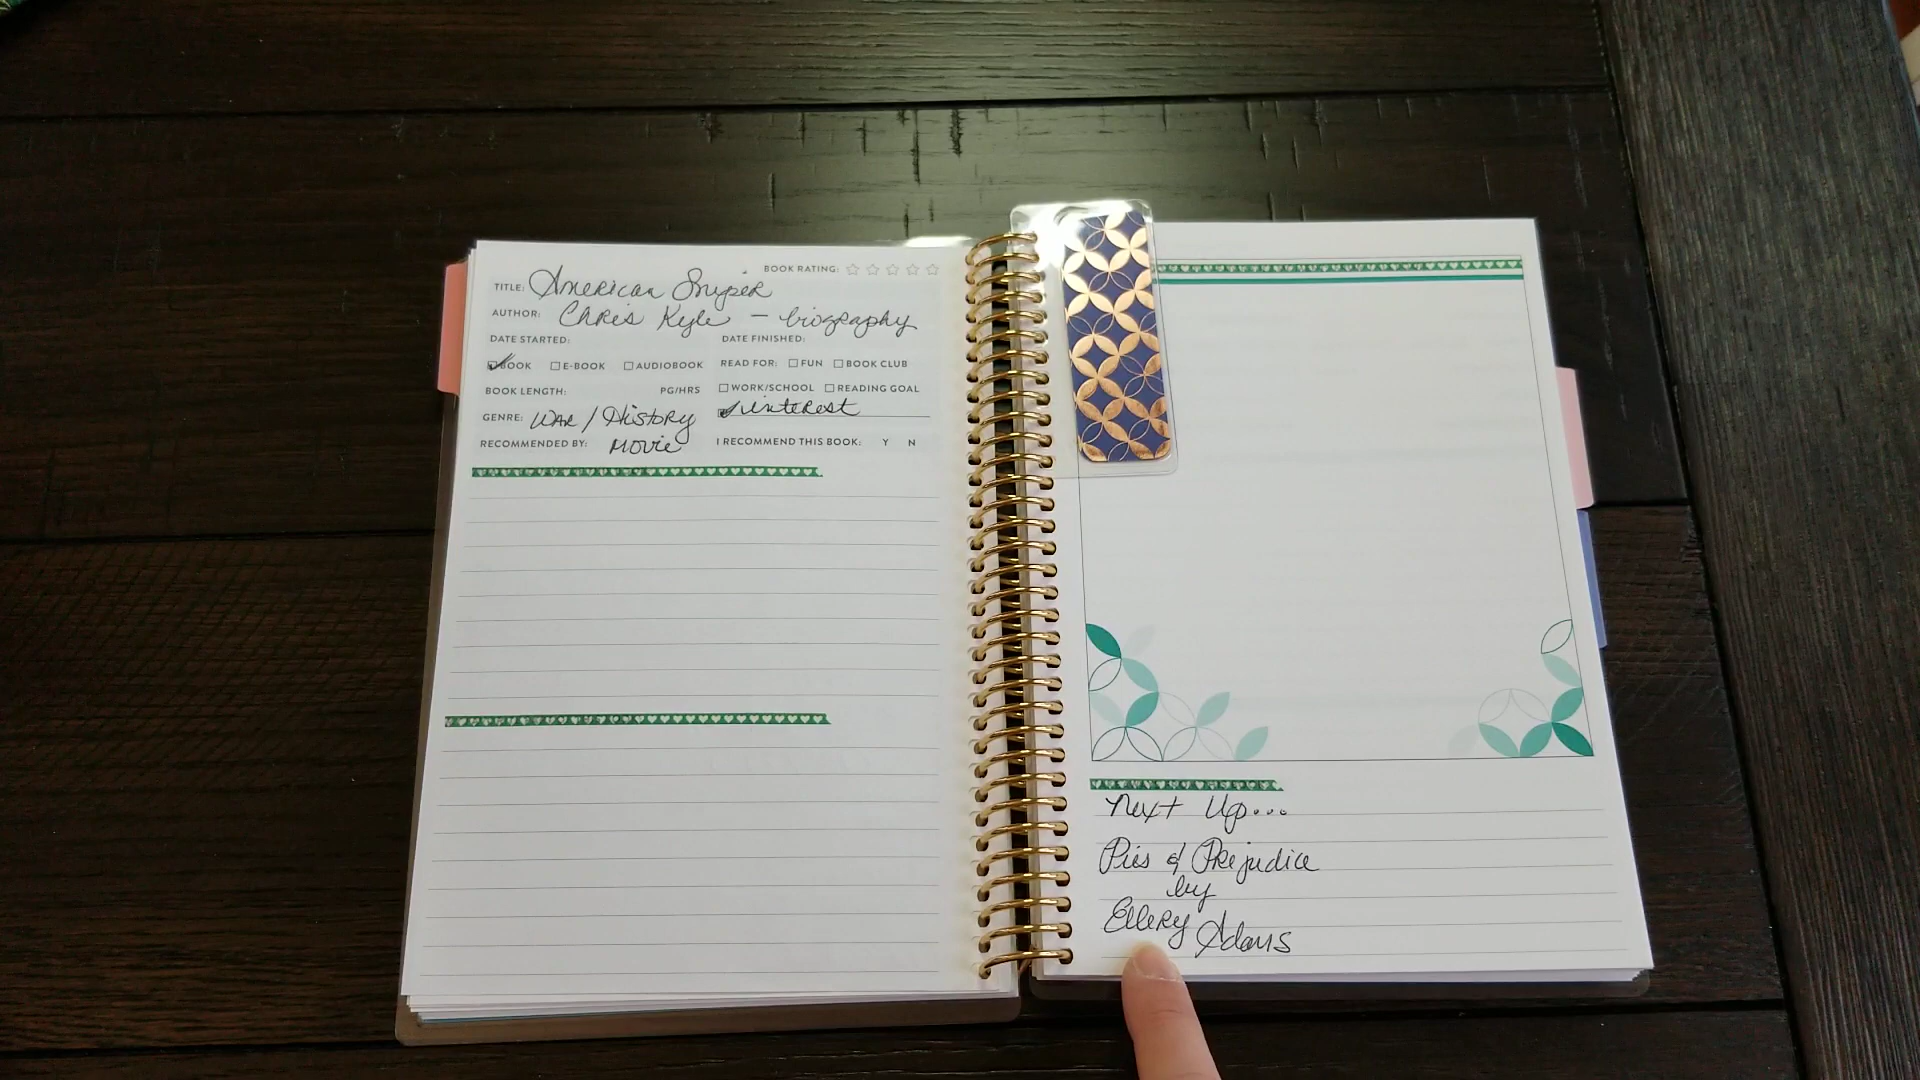 BOOK RATING:
TITLE: American Sniper
AUTHOR: Chris Kyle – biography
DATE STARTED: DATE FINISHED:
BOOK E-BOOK AUDIOBOOK READ FOR: FUN BOOK CLUB
BOOK LENGTH: PG/HRS WORK/SCHOOL READING GOAL
GENRE: War / History interest
RECOMMENDED BY: Movie I RECOMMEND THIS BOOK: Y N
Next Up...
Pies & Prejudice
by
Ellery Adams